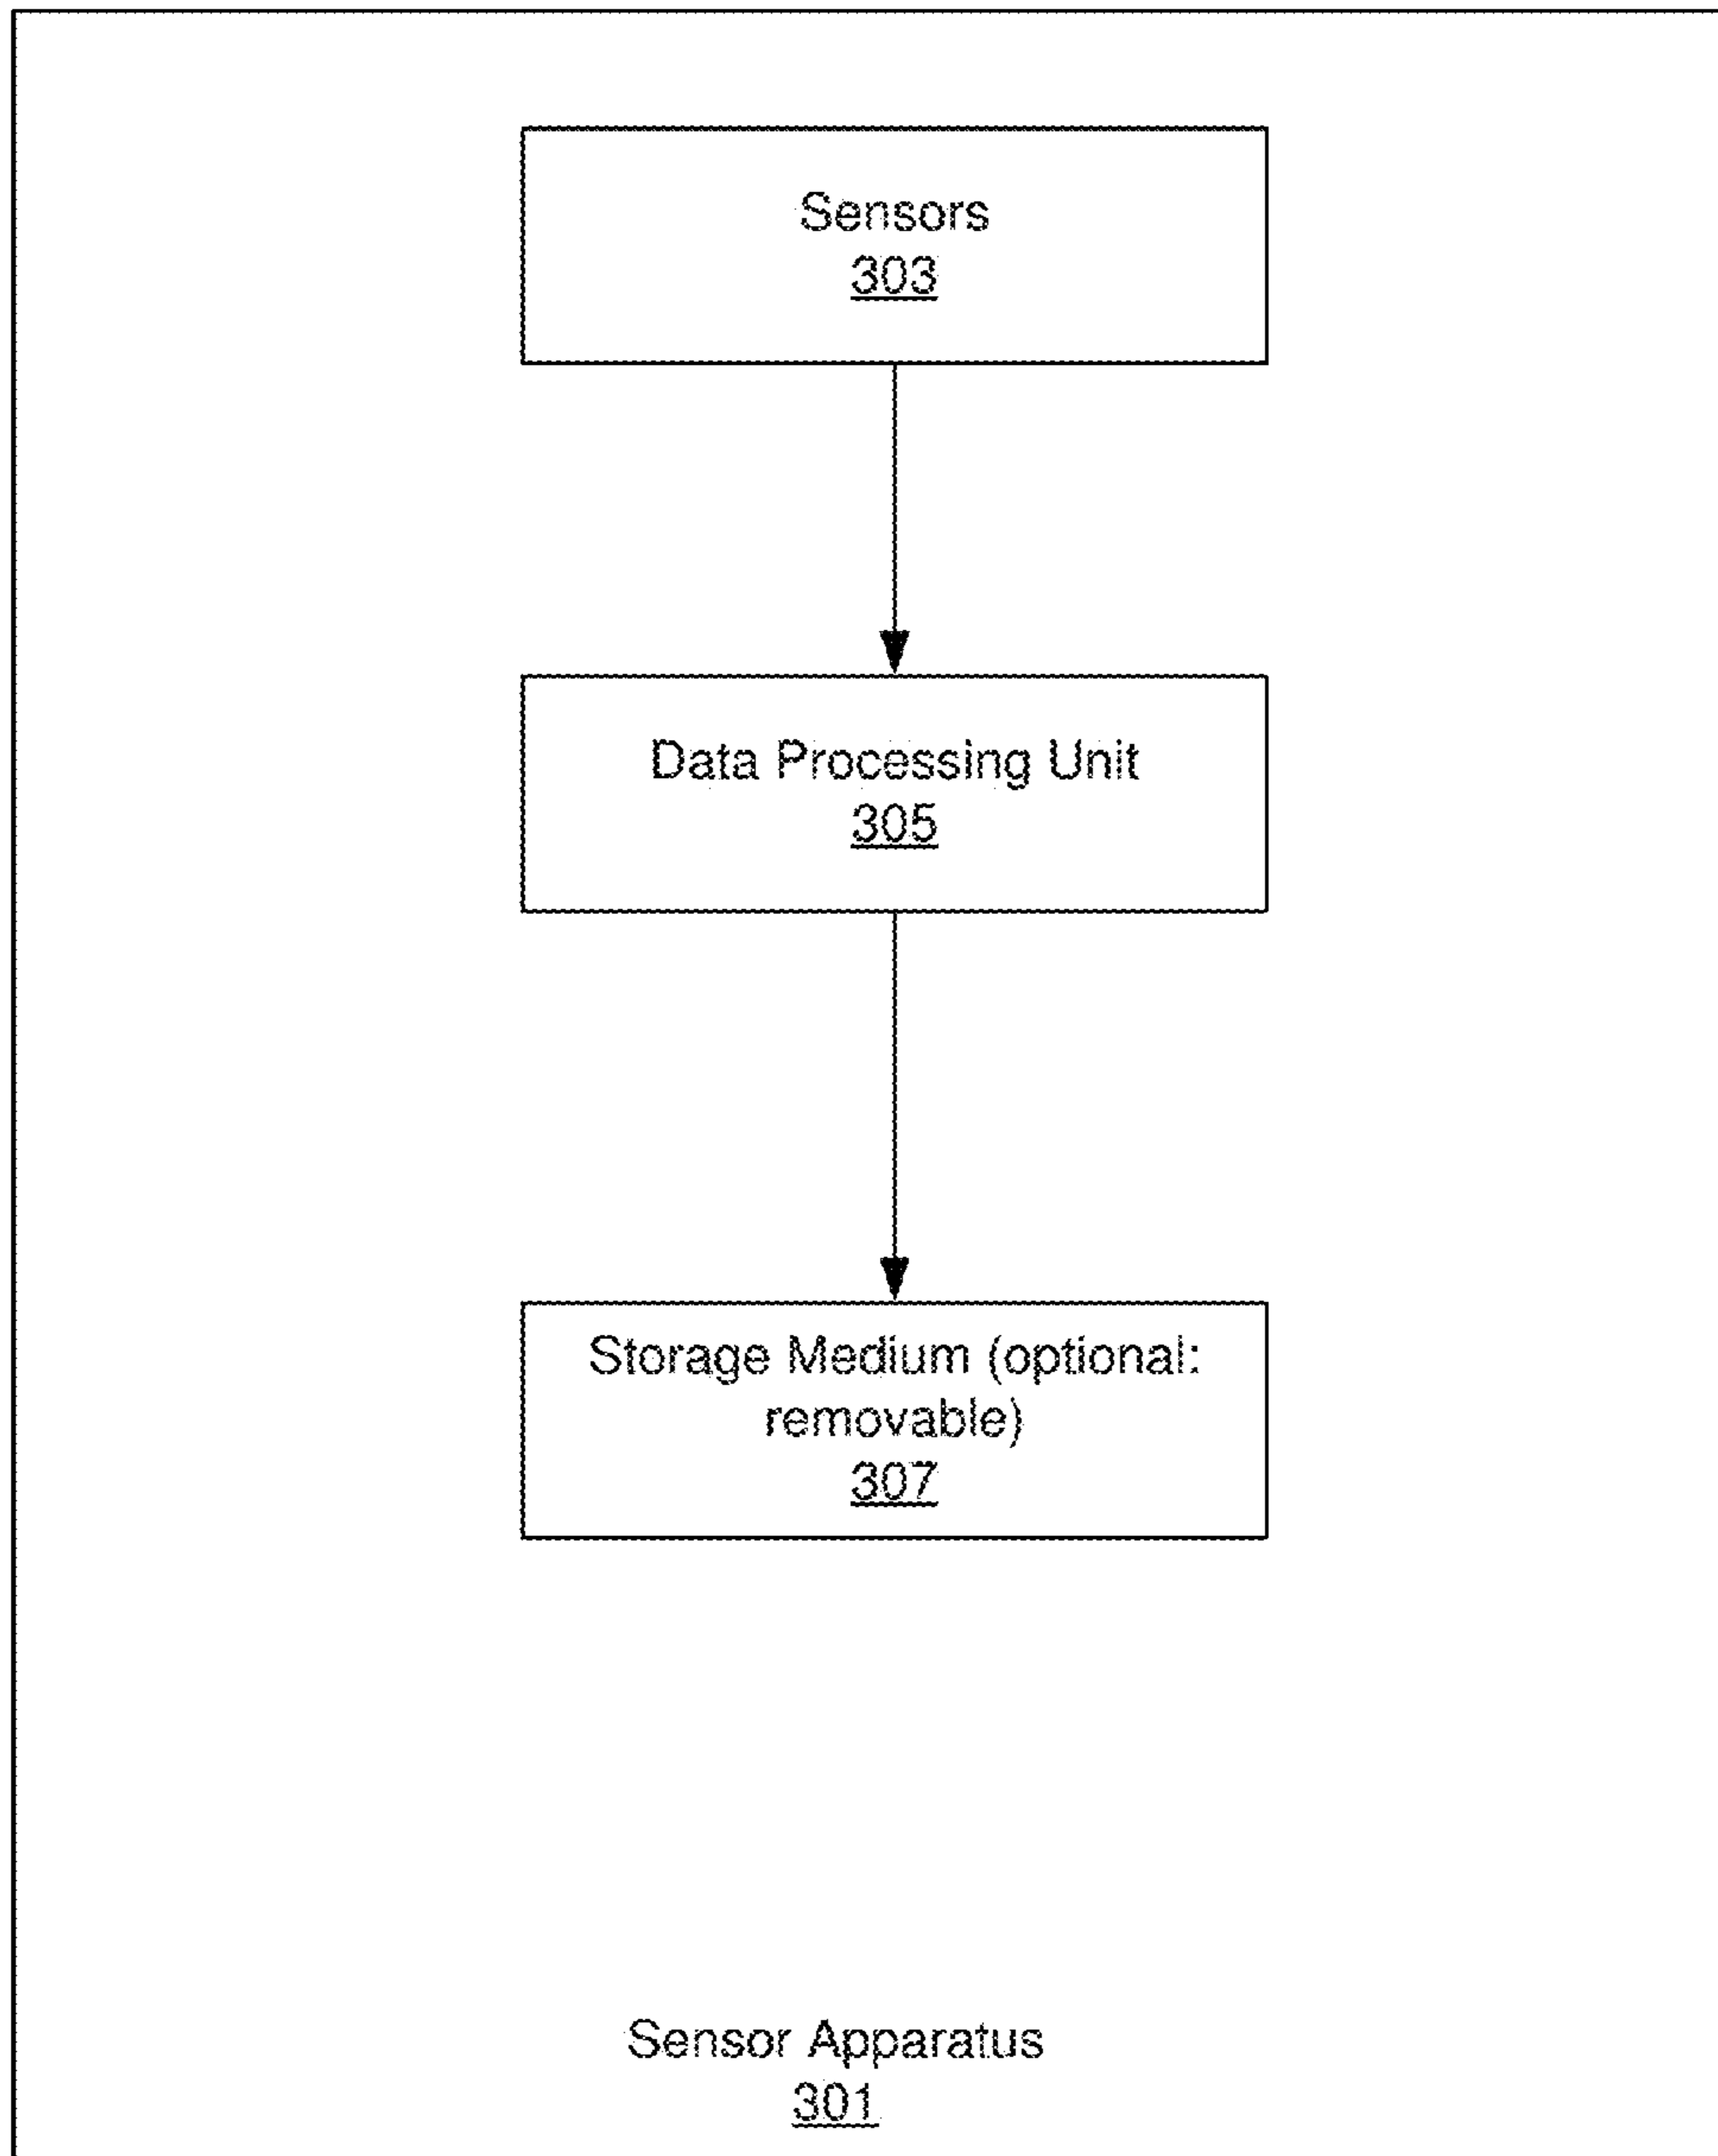 Sensors
303
Data Processing Unit
305
Storage Medium (optional:
removable)
307
Sensor Apparatus
301